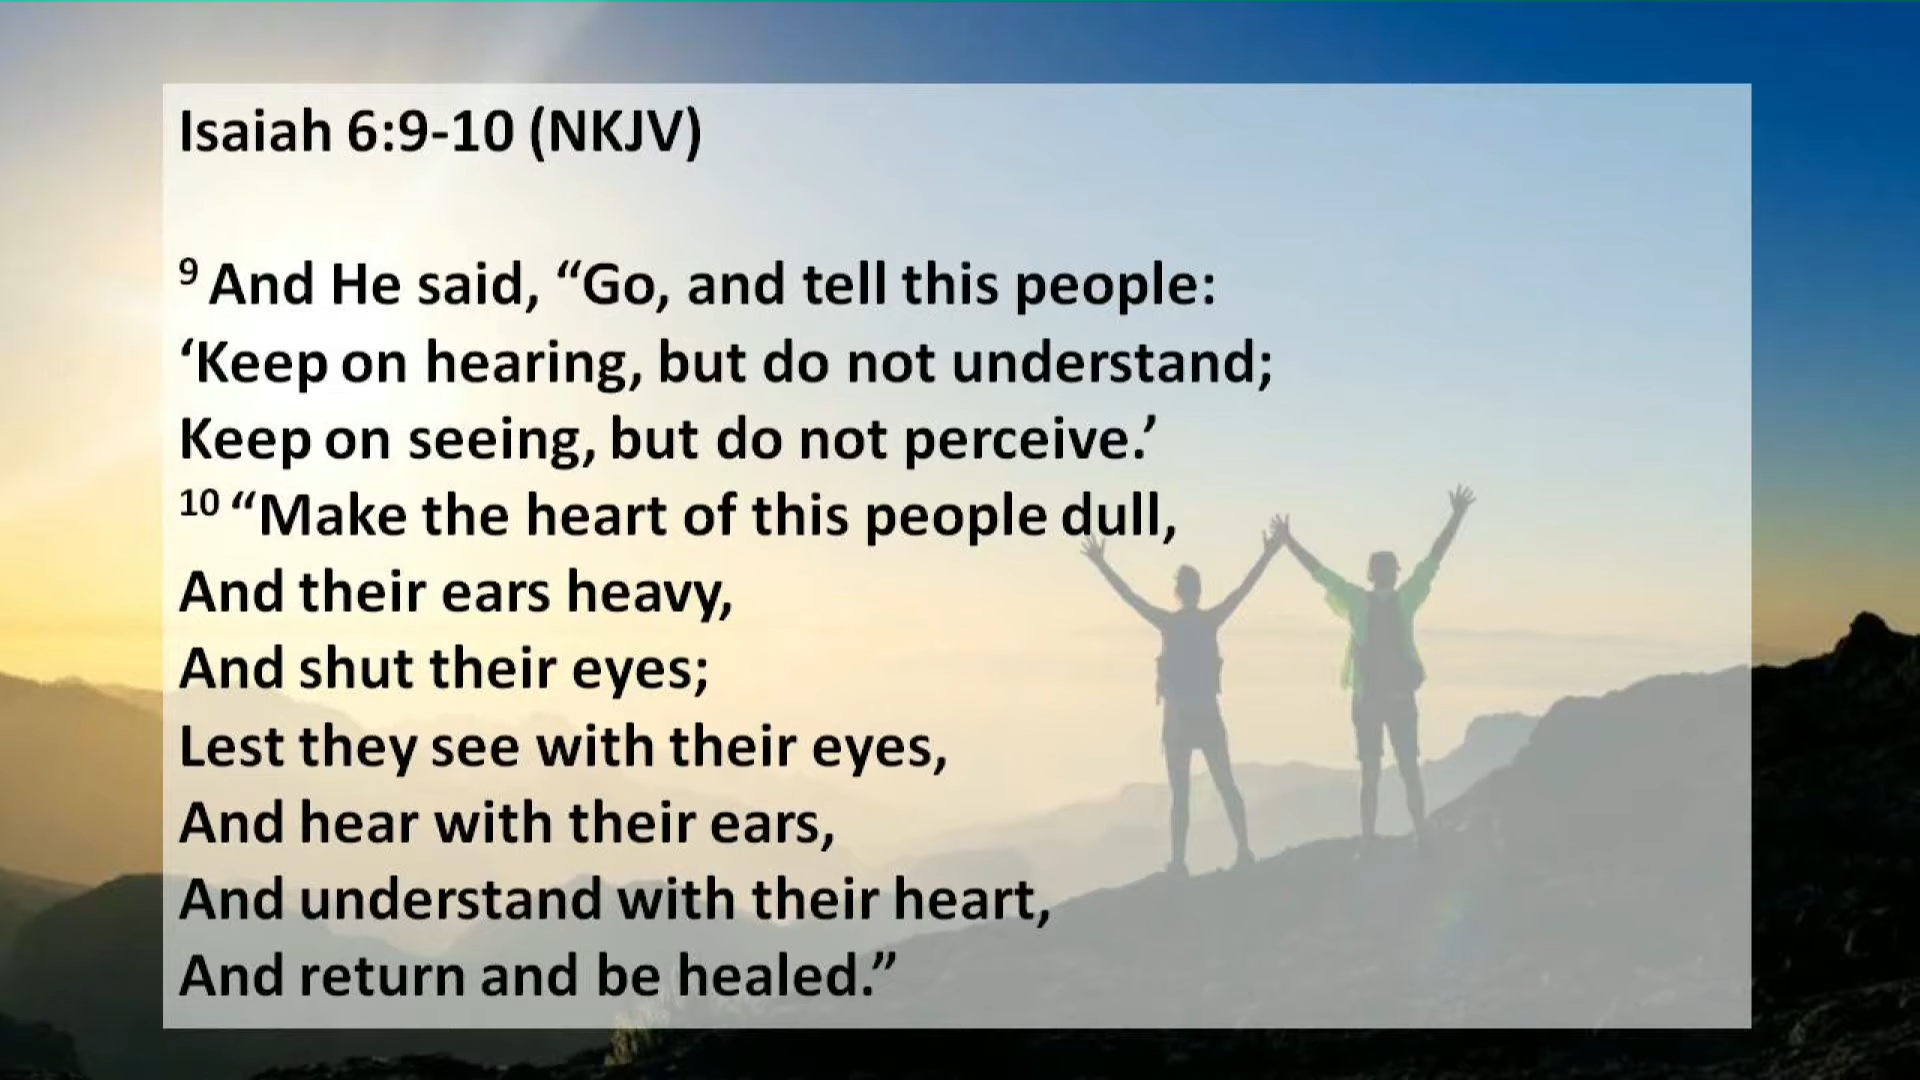 Isaiah 6:9-10 (NKJV)
9 And He said, “Go, and tell this people:
‘Keep on hearing, but do not understand;
Keep on seeing, but do not perceive.’
10 “Make the heart of this people dull,
And their ears heavy,
And shut their eyes;
Lest they see with their eyes,
And hear with their ears,
And understand with their heart,
And return and be healed.”